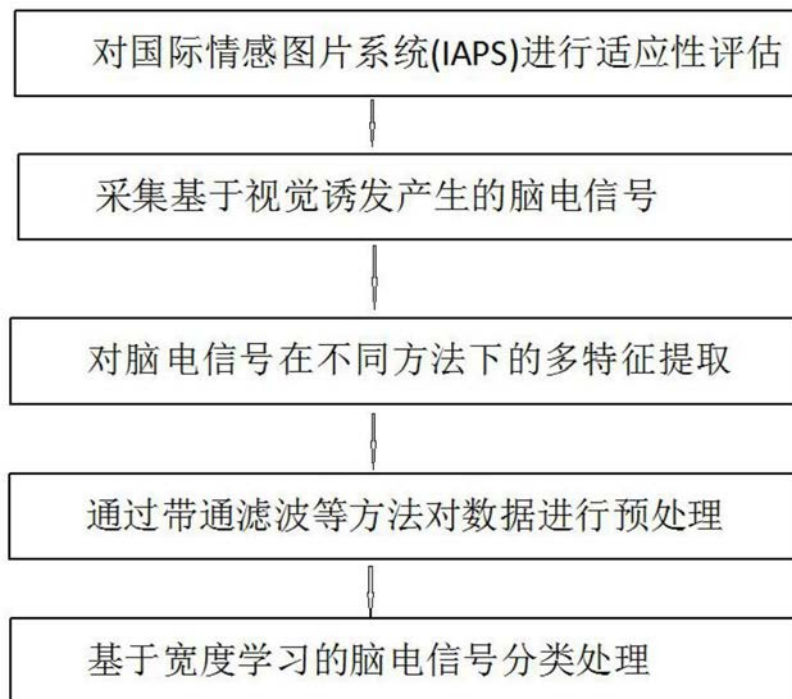 对国际情感图片系统(IAPS)进行适应性评估
采集基于视觉诱发产生的脑电信号
对脑电信号在不同方法下的多特征提取
通过带通滤波等方法对数据进行预处理
基于宽度学习的脑电信号分类处理